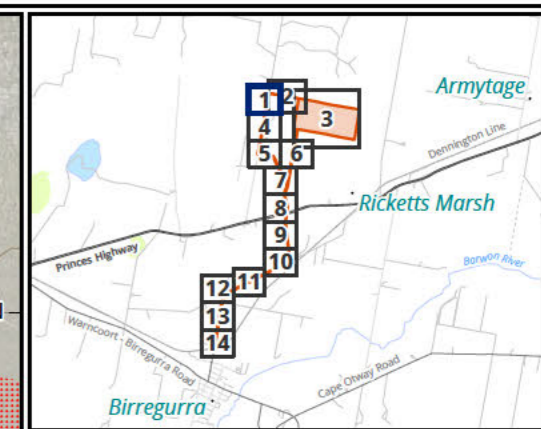 Armytage
1
2
3
4
Dennington Line
5
6
7
Ricketts Marsh
8
9
Princes Highway
10
Barwon River
11
12
13
Warncoort - Birregurra Road
14
Cape Otway Road
Birregurra